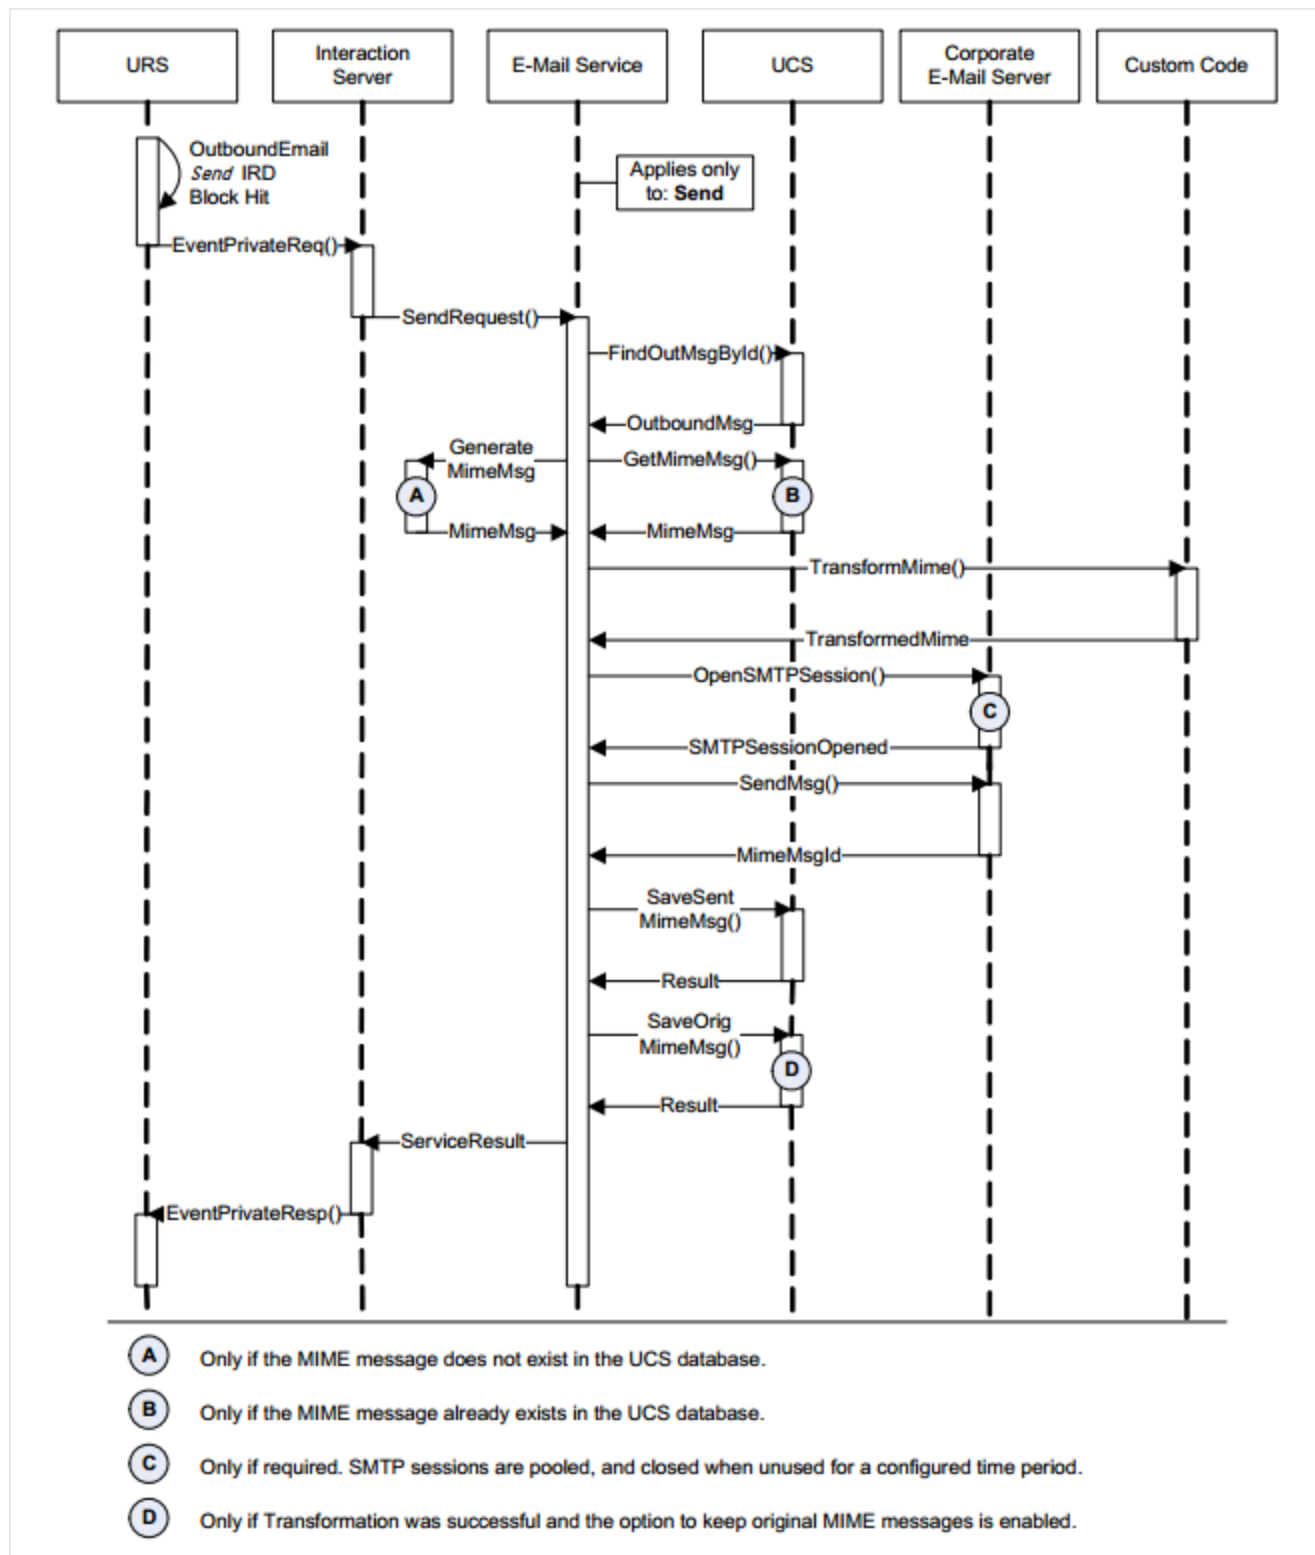 URS
Interaction
Server
E-Mail Service
UCS
Corporate
E-Mail Server
Custom Code
OutboundEmail
Send IRD
Block Hit
Applies only
to: Send
EventPrivateReq()
SendRequest()
FindOutMsgById()
OutboundMsg
Generate
MimeMsg
GetMimeMsg()
A
B
MimeMsg
MimeMsg
TransformMime()
TransformedMime
OpenSMTPSession()
C
SMTPSessionOpened
SendMsg()
MimeMsgId
SaveSent
MimeMsg()
Result
SaveOrig
MimeMsg()
D
Result
ServiceResult
EventPrivateResp()
A Only if the MIME message does not exist in the UCS database.
B Only if the MIME message already exists in the UCS database.
C Only if required. SMTP sessions are pooled, and closed when unused for a configured time period.
D Only if Transformation was successful and the option to keep original MIME messages is enabled.